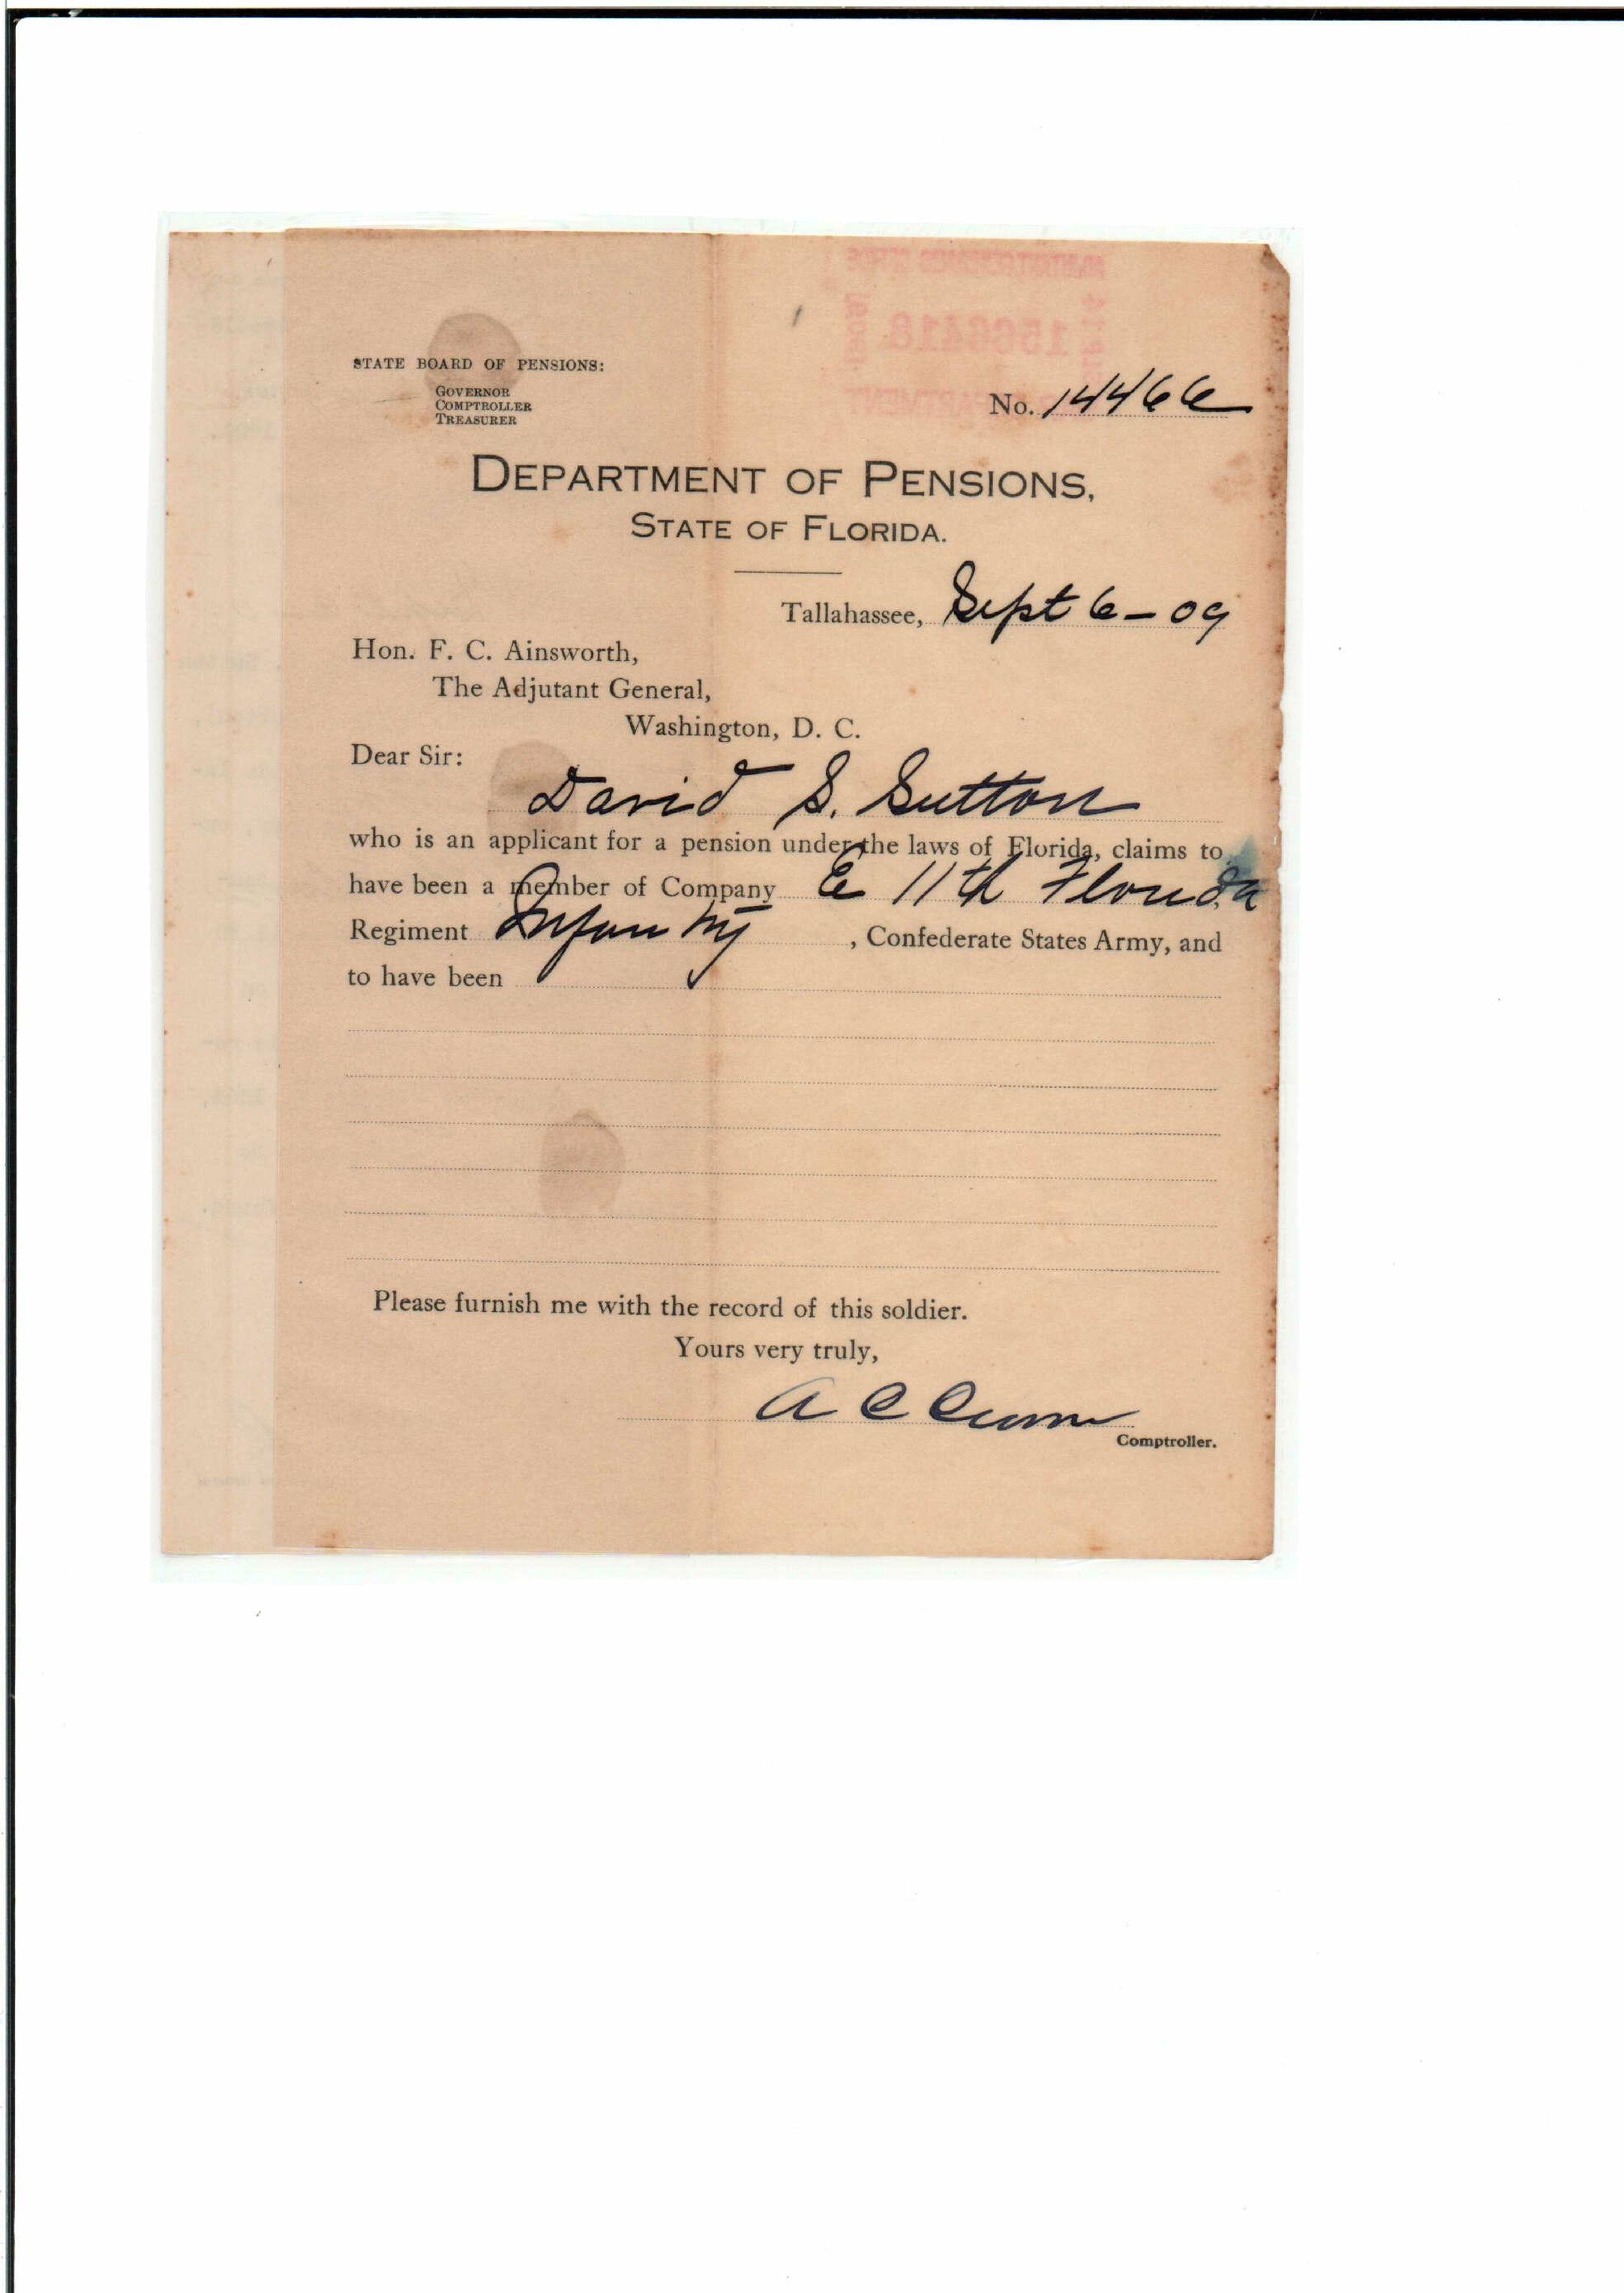 STATE BOARD OF PENSIONS:
GOVERNOR
COMPTROLLER
TREASURER
1566418
No. 14466
DEPARTMENT OF PENSIONS,
STATE OF FLORIDA.
Tallahassee, Sept 6-09
Hon. F. C. Ainsworth,
The Adjutant General,
Washington, D. C.
Dear Sir:
David S. Sutton
who is an applicant for a pension under the laws of Florida, claims to
have been a member of Company E 11th Florida
Regiment Infantry, Confederate States Army, and
to have been
Please furnish me with the record of this soldier.
Yours very truly,
A C Croom
Comptroller.